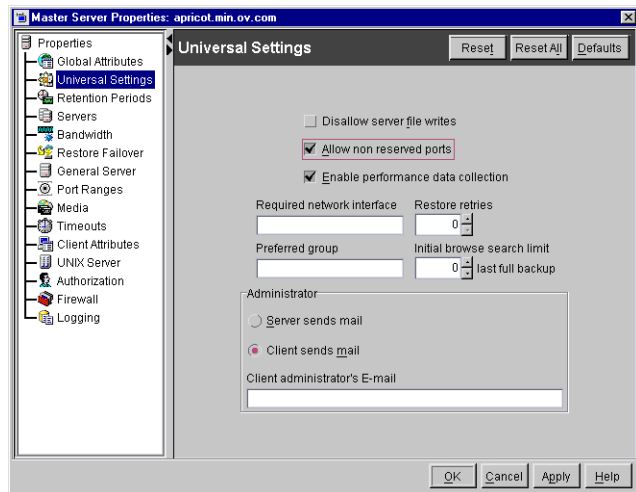 Master Server Properties: apricot.min.ov.com
Properties
Global Attributes
Universal Settings
Retention Periods
Servers
Bandwidth
Restore Failover
General Server
Port Ranges
Media
Timeouts
Client Attributes
UNIX Server
Authorization
Firewall
Logging
Universal Settings
Reset
Reset All
Defaults
Disallow server file writes
Allow non reserved ports
Enable performance data collection
Required network interface
Restore retries
0
Preferred group
Initial browse search limit
0 last full backup
Administrator
Server sends mail
Client sends mail
Client administrator's E-mail
OK
Cancel
Apply
Help